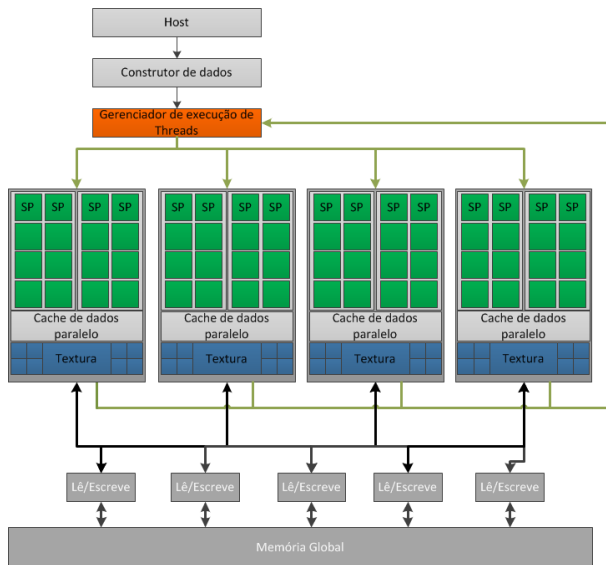 Host
Construtor de dados
Gerenciador de execução de
Threads
SP SP SP SP SP SP SP SP SP SP SP SP SP SP SP SP
Cache de dados Cache de dados Cache de dados Cache de dados
paralelo paralelo paralelo paralelo
Textura Textura Textura Textura
Lê/Escreve Lê/Escreve Lê/Escreve Lê/Escreve Lê/Escreve
Memória Global